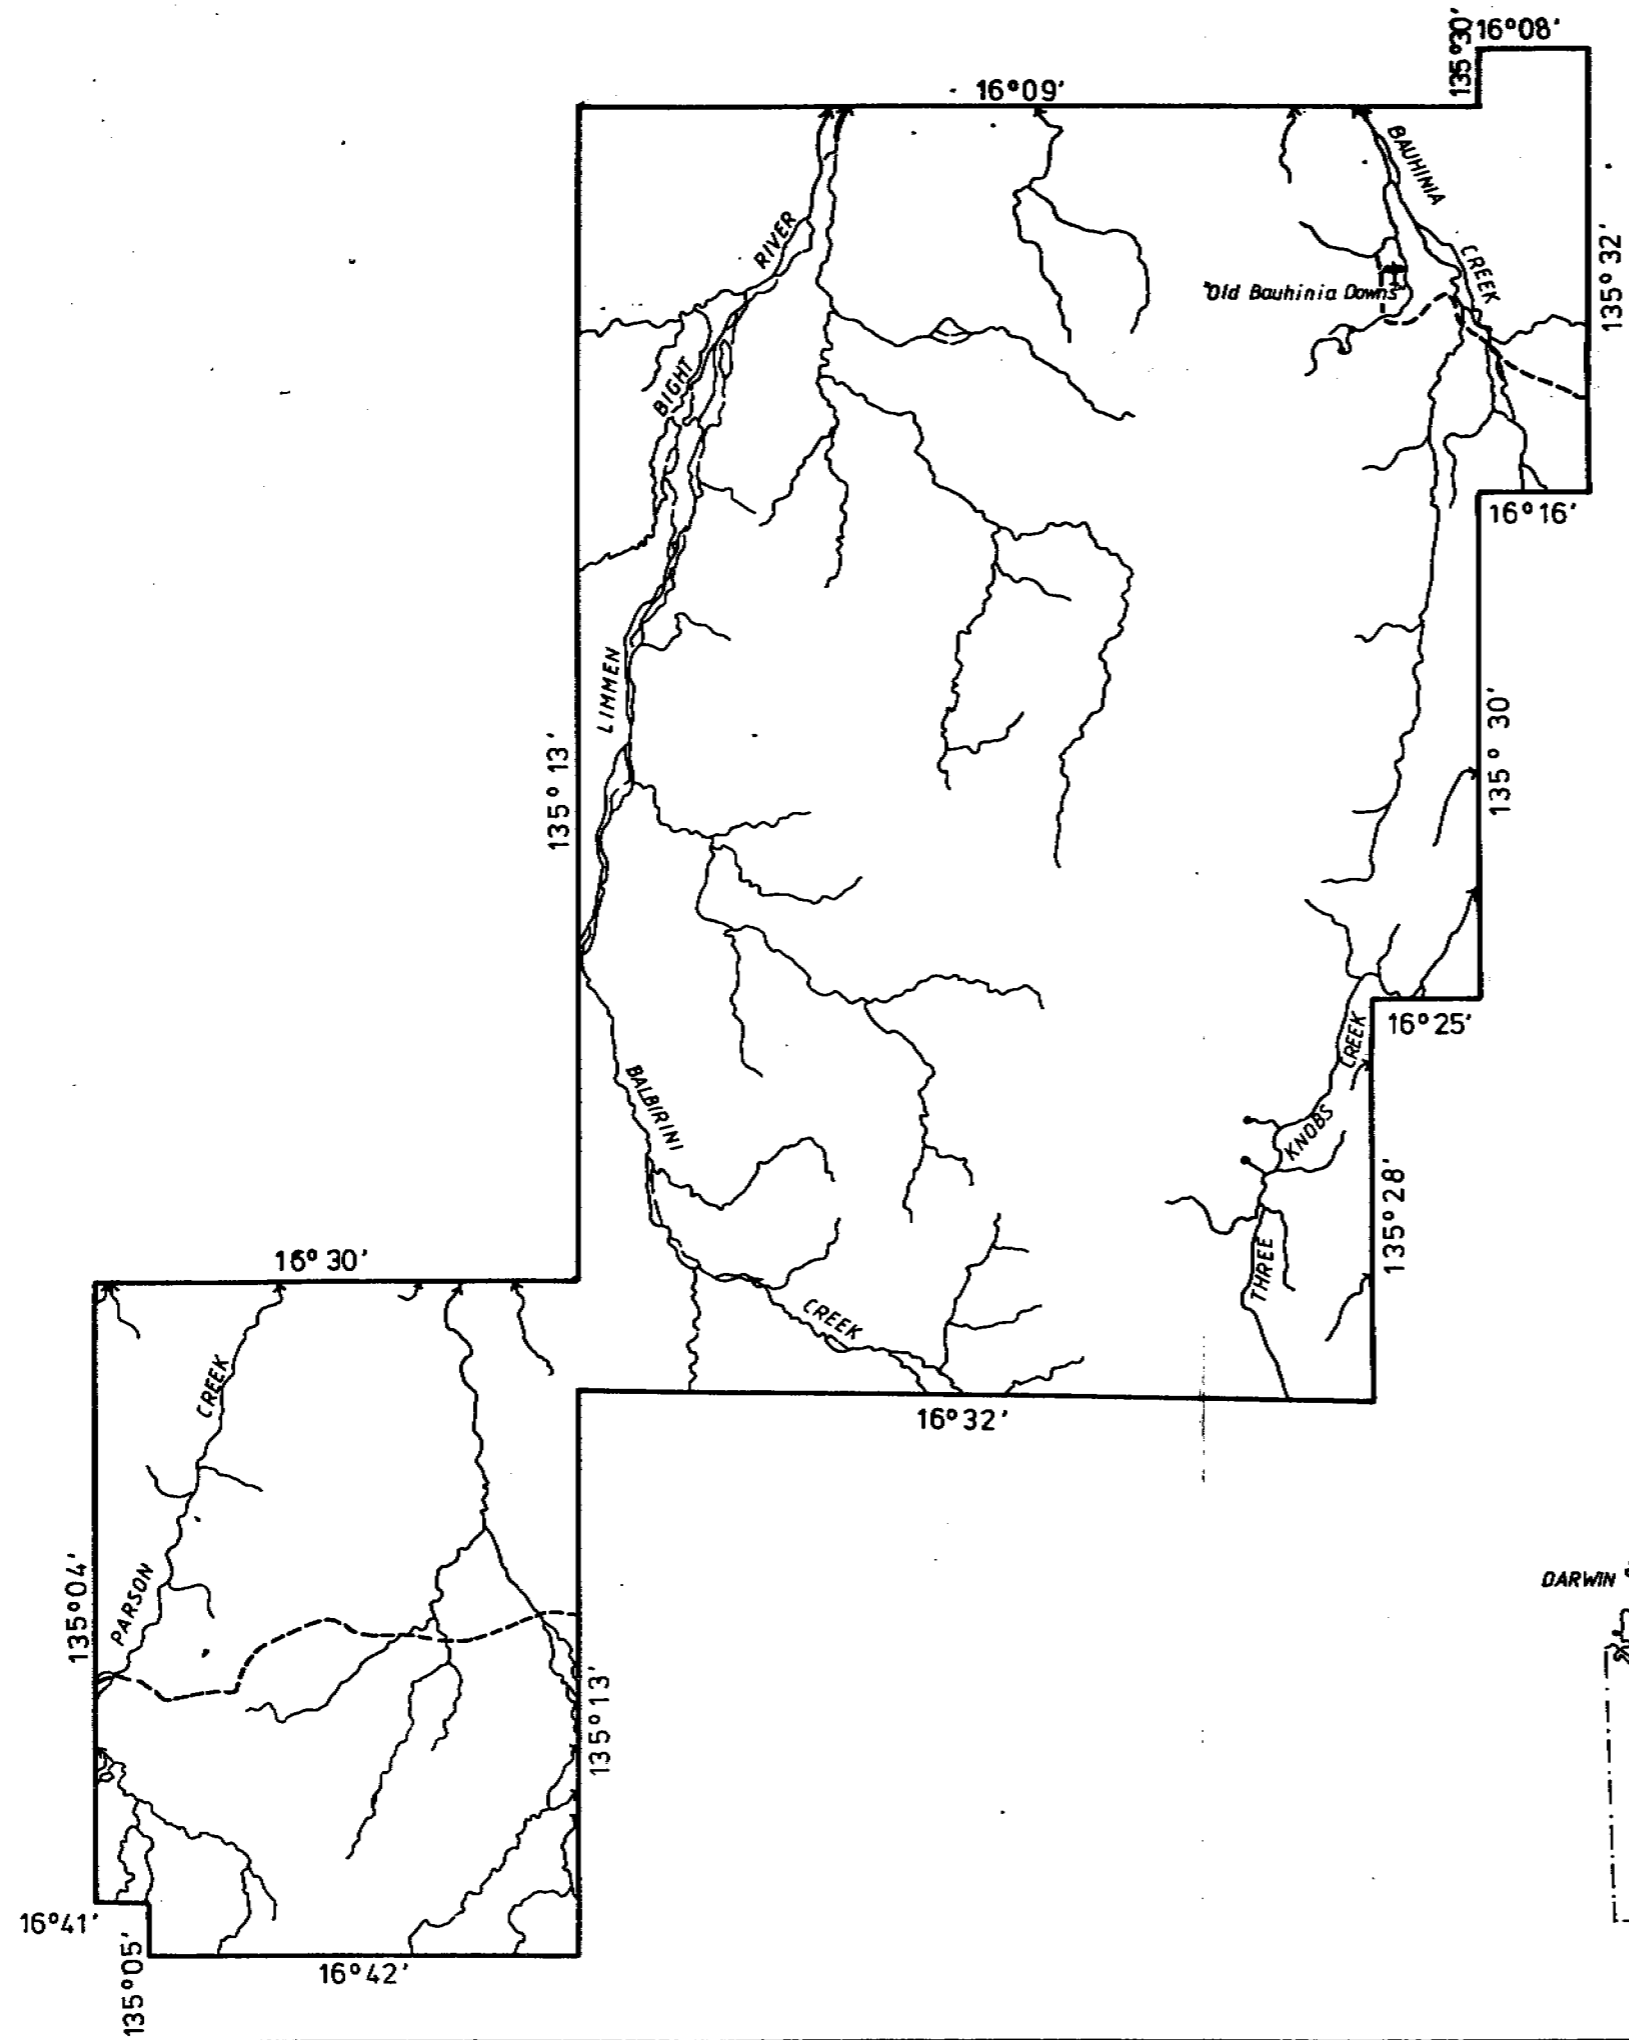 135°30'
16°08'
16°09'
BAUHINIA
CREEK
RIVER
135°32'
"Old Bauhinia Downs"
BIGHT
16°16'
LIMMEN
135°13'
135°30'
16°25'
CREEK
BALBIRINI
KNOBS
135°28'
THREE
16°30'
CREEK
CREEK
16°32'
PARSON
135°04'
DARWIN
135°13'
16°41'
135°05'
16°42'